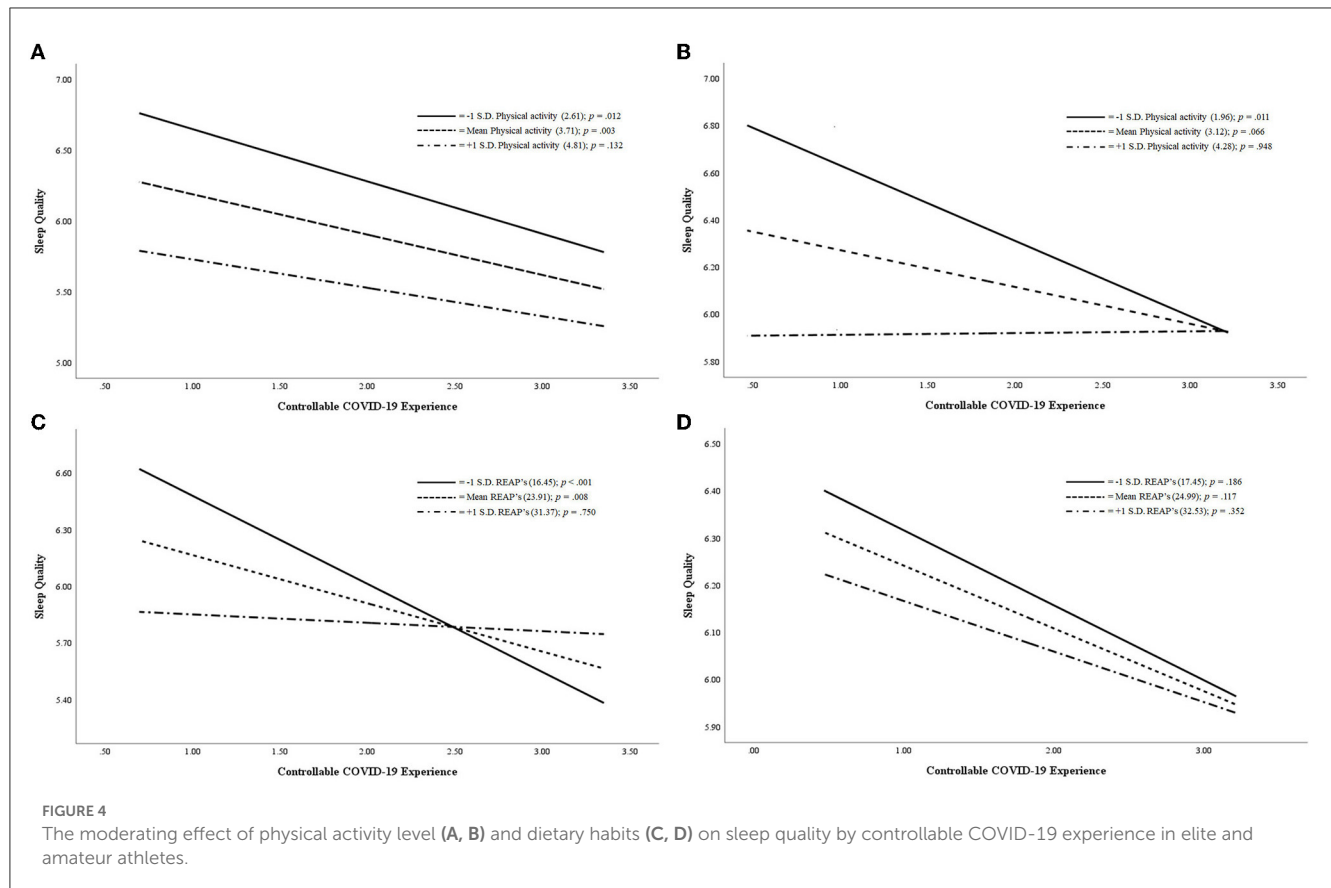 A
7.00
6.50
6.00
5.50
5.00
Sleep Quality
= -1 S.D. Physical activity (2.61); p = .012
= Mean Physical activity (3.71); p = .003
= +1 S.D. Physical activity (4.81); p = .132
.50 1.00 1.50 2.00 2.50 3.00 3.50
Controllable COVID-19 Experience
B
7.00
6.80
6.60
6.40
6.20
6.00
5.80
Sleep Quality
= -1 S.D. Physical activity (1.96); p = .011
= Mean Physical activity (3.12); p = .066
= +1 S.D. Physical activity (4.28); p = .948
.50 1.00 1.50 2.00 2.50 3.00 3.50
Controllable COVID-19 Experience
C
6.60
6.30
6.00
5.70
5.40
Sleep Quality
= -1 S.D. REAP's (16.45); p < .001
= Mean REAP's (23.91); p = .008
= +1 S.D. REAP's (31.37); p = .750
.50 1.00 1.50 2.00 2.50 3.00 3.50
Controllable COVID-19 Experience
D
6.50
6.40
6.30
6.20
6.10
6.00
5.90
Sleep Quality
= -1 S.D. REAP's (17.45); p = .186
= Mean REAP's (24.99); p = .117
= +1 S.D. REAP's (32.53); p = .352
.00 1.00 2.00 3.00
Controllable COVID-19 Experience
FIGURE 4
The moderating effect of physical activity level (A, B) and dietary habits (C, D) on sleep quality by controllable COVID-19 experience in elite and
amateur athletes.